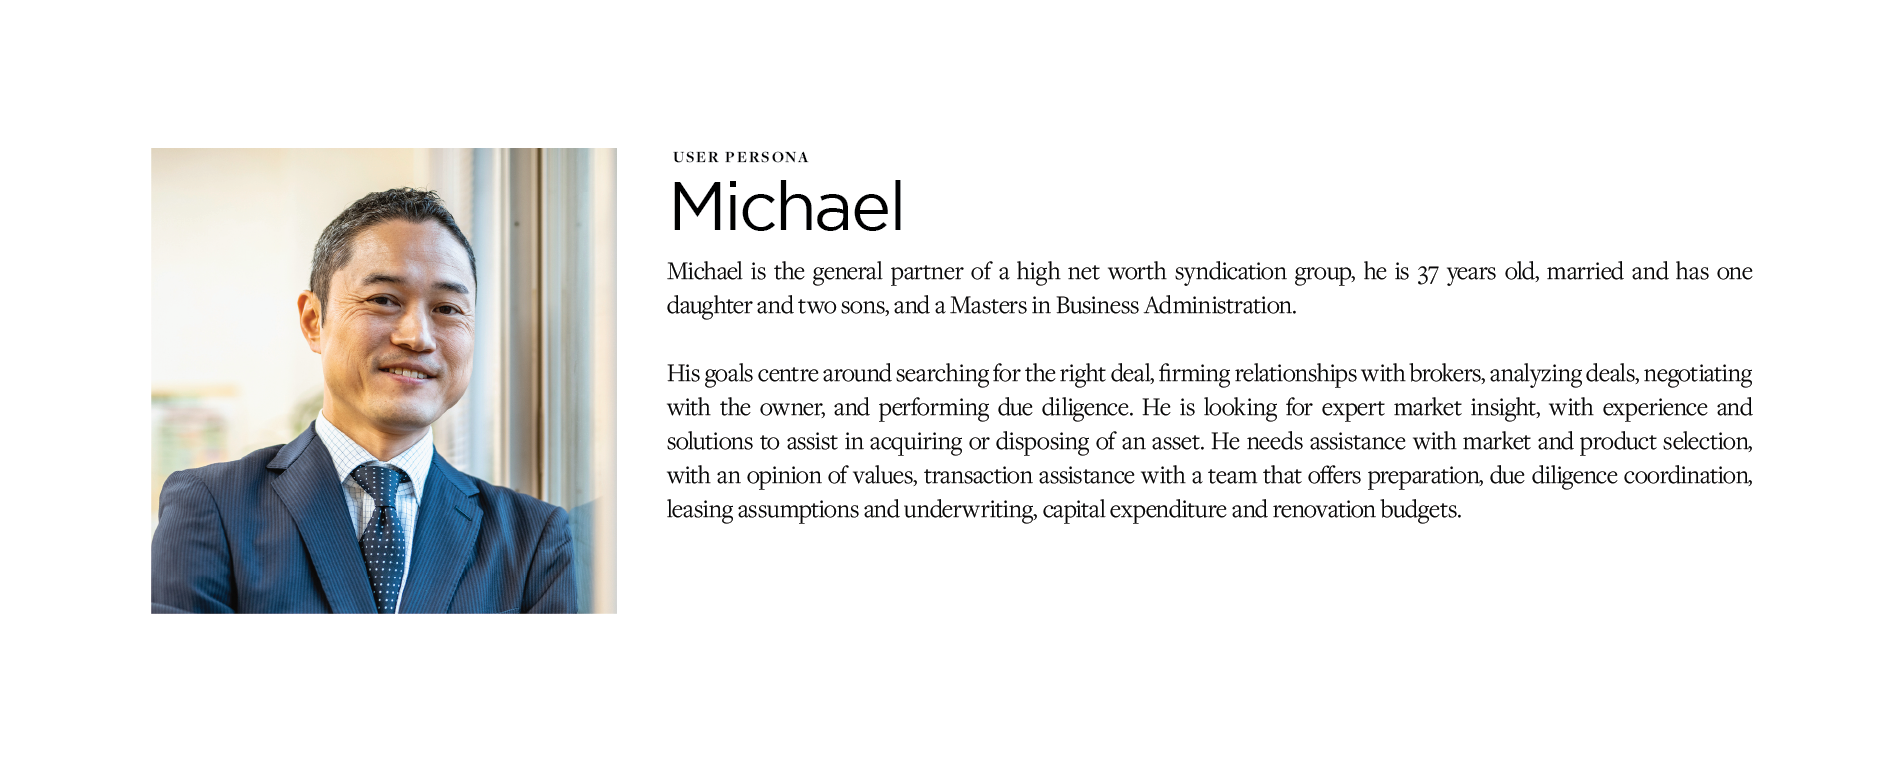 USER PERSONA
Michael
Michael is the general partner of a high net worth syndication group, he is 37 years old, married and has one
daughter and two sons, and a Masters in Business Administration.
His goals centre around searching for the right deal, firming relationships with brokers, analyzing deals, negotiating
with the owner, and performing due diligence. He is looking for expert market insight, with experience and
solutions to assist in acquiring or disposing of an asset. He needs assistance with market and product selection,
with an opinion of values, transaction assistance with a team that offers preparation, due diligence coordination,
leasing assumptions and underwriting, capital expenditure and renovation budgets.